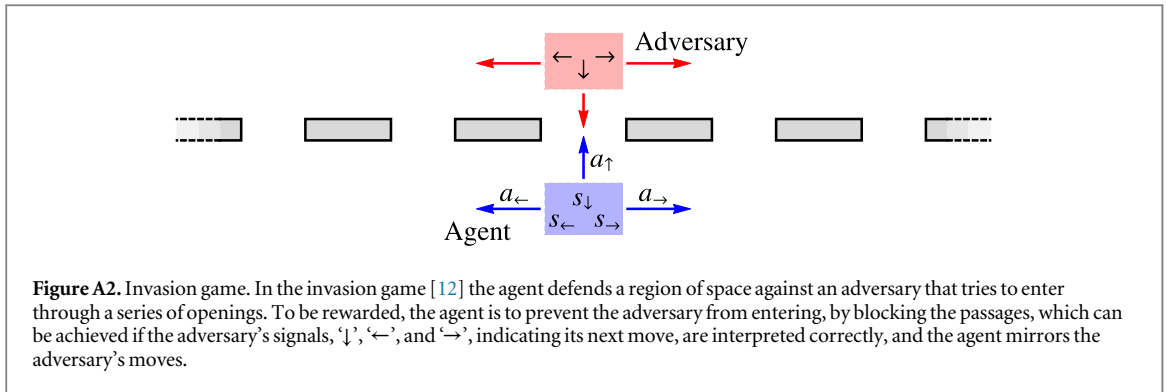 Adversary
← → ↓
a↑
a← s↓ a→
s← s→
Agent
Figure A2. Invasion game. In the invasion game [12] the agent defends a region of space against an adversary that tries to enter
through a series of openings. To be rewarded, the agent is to prevent the adversary from entering, by blocking the passages, which can
be achieved if the adversary's signals, ‘↓’, ‘←’, and ‘→’, indicating its next move, are interpreted correctly, and the agent mirrors the
adversary's moves.